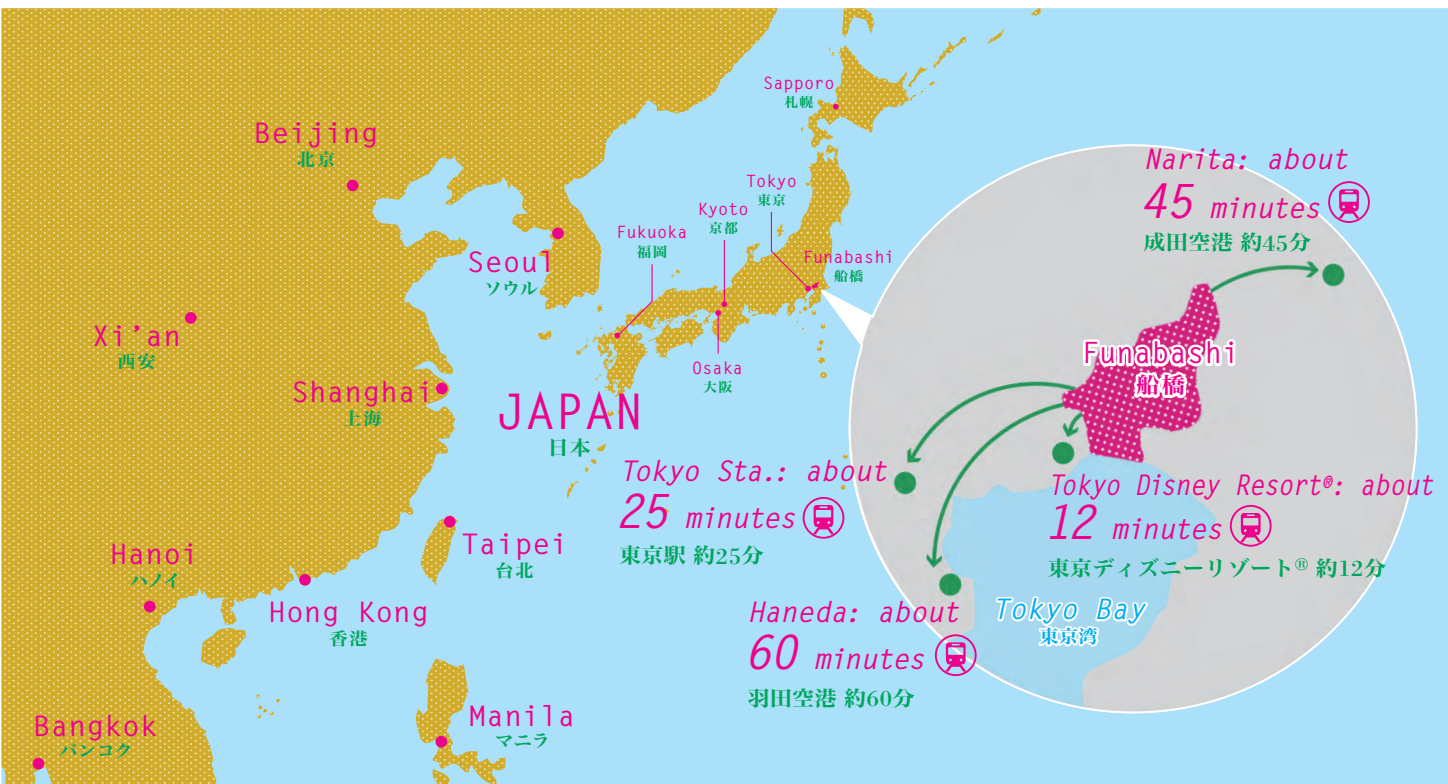 Sapporo
札幌
Beijing
北京
Tokyo
東京
Kyoto
京都
Fukuoka
福岡
Funabashi
船橋
Seoul
ソウル
Xi’an
西安
Osaka
大阪
Shanghai
上海
JAPAN
日本
Taipei
台北
Hanoi
ハノイ
Hong Kong
香港
Manila
マニラ
Bangkok
バンコク
Narita: about
45 minutes
成田空港 約45分
Funabashi
船橋
Tokyo Sta.: about
25 minutes
東京駅 約25分
Tokyo Disney Resort®: about
12 minutes
東京ディズニーリゾート® 約12分
Haneda: about
60 minutes
羽田空港 約60分
Tokyo Bay
東京湾